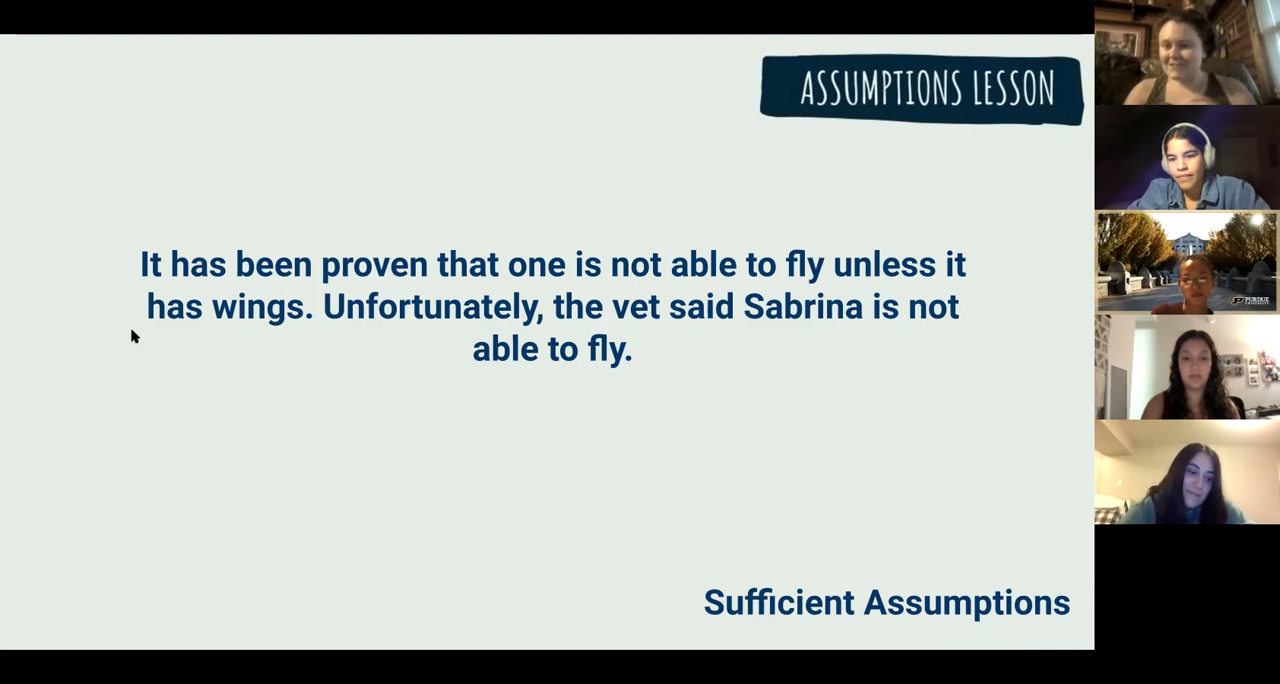 ASSUMPTIONS LESSON
It has been proven that one is not able to fly unless it
has wings. Unfortunately, the vet said Sabrina is not
able to fly.
PURDUE
Sufficient Assumptions